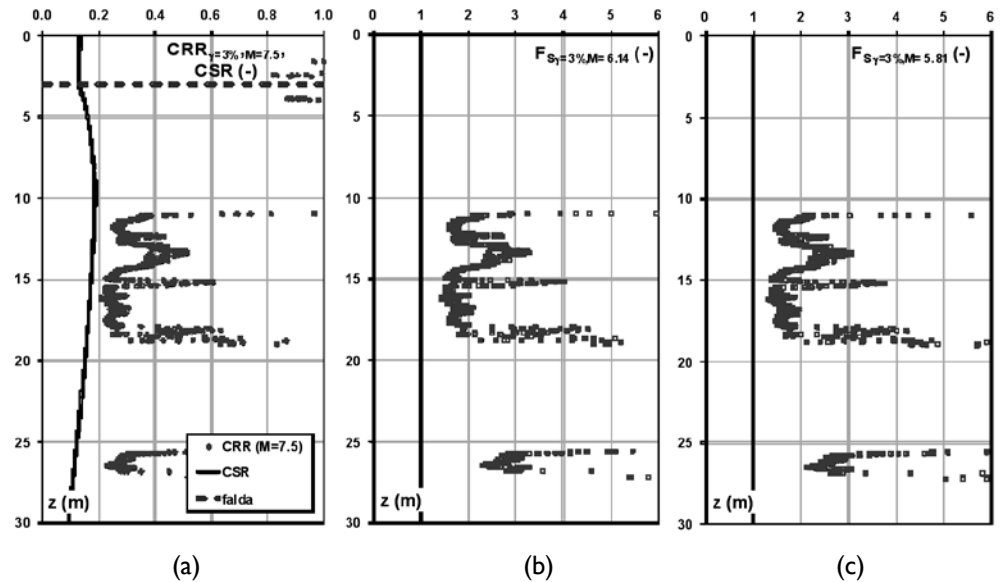 0.0 0.2 0.4 0.6 0.8 1.0
0
5
10
15
20
25
30
CRRγ=3%,M=7.5,
CSR (-)
CRR (M=7.5)
CSR
falda
z (m)
(a)
0 1 2 3 4 5 6
0
5
10
15
20
25
30
FSγ=3%,M= 6.14 (-)
z (m)
(b)
0 1 2 3 4 5 6
0
5
10
15
20
25
30
FSγ=3%,M= 5.81 (-)
z (m)
(c)